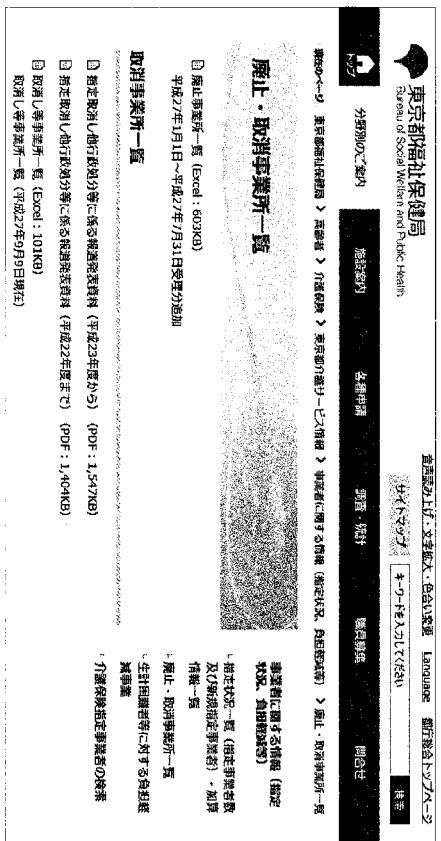 音声読み上げ・文字拡大・色合い変更 Language 都庁総合トップページ
東京都福祉保健局
Bureau of Social Welfare and Public Health
サイトマップ
キーワードを入力してください
検索
トップ
分野別のご案内
施設案内
各種申請
調査・統計
職員募集
問合せ
現在のページ 東京都福祉保健局 > 高齢者 > 介護保険 > 東京都介護サービス情報 > 事業者に関する情報（指定状況、負担軽減等） > 廃止・取消事業所一覧
廃止・取消事業所一覧
廃止事業所一覧（Excel：603KB）
平成27年1月1日～平成27年7月31日受理分追加
取消事業所一覧
指定取消し他行政処分等に係る報道発表資料（平成23年度から）（PDF：1,547KB）
指定取消し他行政処分等に係る報道発表資料（平成22年度まで）（PDF：1,404KB）
取消し等事業所一覧（Excel：101KB）
取消し等事業所一覧（平成27年9月9日現在）
事業者に関する情報（指定
状況、負担軽減等）
指定状況一覧（指定事業者数
及び新規指定事業者）・加算
情報一覧
廃止・取消事業所一覧
生計困難者等に対する負担軽
減事業
介護保険指定事業者の検索